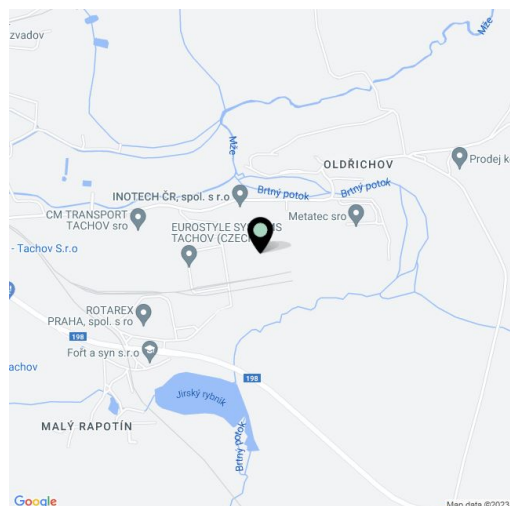 zvadov
Mže
Mže
OLDŘICHOV
Prodej k
Brtný potok
Brtný potok
INOTECH ČR, spol. s r.o
CM TRANSPORT
TACHOV sro
Metatec sro
EUROSTYLE SY
MS
TACHOV (CZECH
- Tachov S.r.o
ROTAREX
PRAHA, spol. s ro
198
Fořt a syn s.r.o
achov
198
Jirský rybník
MALÝ RAPOTÍN
Brtný potok
Google
Map data ©2023